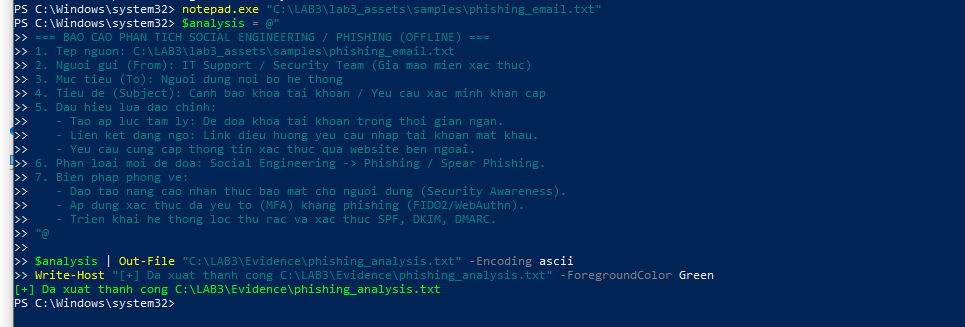 PS C:\Windows\system32> notepad.exe "C:\LAB3\lab3_assets\samples\phishing_email.txt"
PS C:\Windows\system32> $analysis = @"
>> === BAO CAO PHAN TICH SOCIAL ENGINEERING / PHISHING (OFFLINE) ===
>> 1. Tep nguon: C:\LAB3\lab3_assets\samples\phishing_email.txt
>> 2. Nguoi gui (From): IT Support / Security Team (Gia mao mien xac thuc)
>> 3. Muc tieu (To): Nguoi dung noi bo he thong
>> 4. Tieu de (Subject): Canh bao khoa tai khoan / Yeu cau xac minh khan cap
>> 5. Dau hieu lua dao chinh:
>>    - Tao ap luc tam ly: De doa khoa tai khoan trong thoi gian ngan.
>>    - Lien ket dang ngo: Link dieu huong yeu cau nhap tai khoan mat khau.
>>    - Yeu cau cung cap thong tin xac thuc qua website ben ngoai.
>> 6. Phan loai moi de doa: Social Engineering -> Phishing / Spear Phishing.
>> 7. Bien phap phong ve:
>>    - Dao tao nang cao nhan thuc bao mat cho nguoi dung (Security Awareness).
>>    - Ap dung xac thuc da yeu to (MFA) khang phishing (FIDO2/WebAuthn).
>>    - Trien khai he thong loc thu rac va xac thuc SPF, DKIM, DMARC.
>> "@
>>
>> $analysis | Out-File "C:\LAB3\Evidence\phishing_analysis.txt" -Encoding ascii
>> Write-Host "[+] Da xuat thanh cong C:\LAB3\Evidence\phishing_analysis.txt" -ForegroundColor Green
[+] Da xuat thanh cong C:\LAB3\Evidence\phishing_analysis.txt
PS C:\Windows\system32>